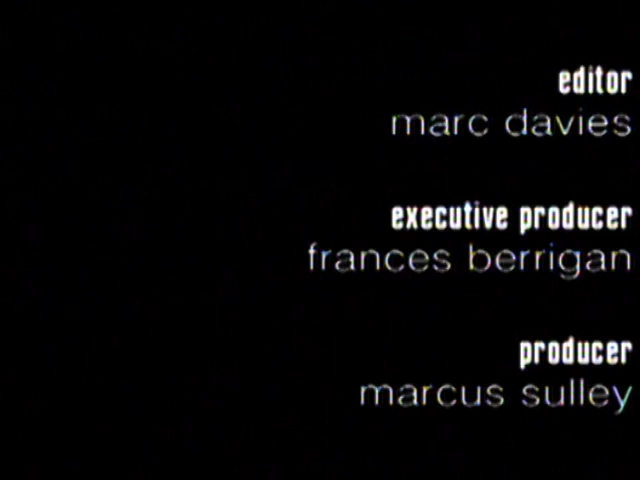 editor
marc davies
executive producer
frances berrigan
producer
marcus sulley